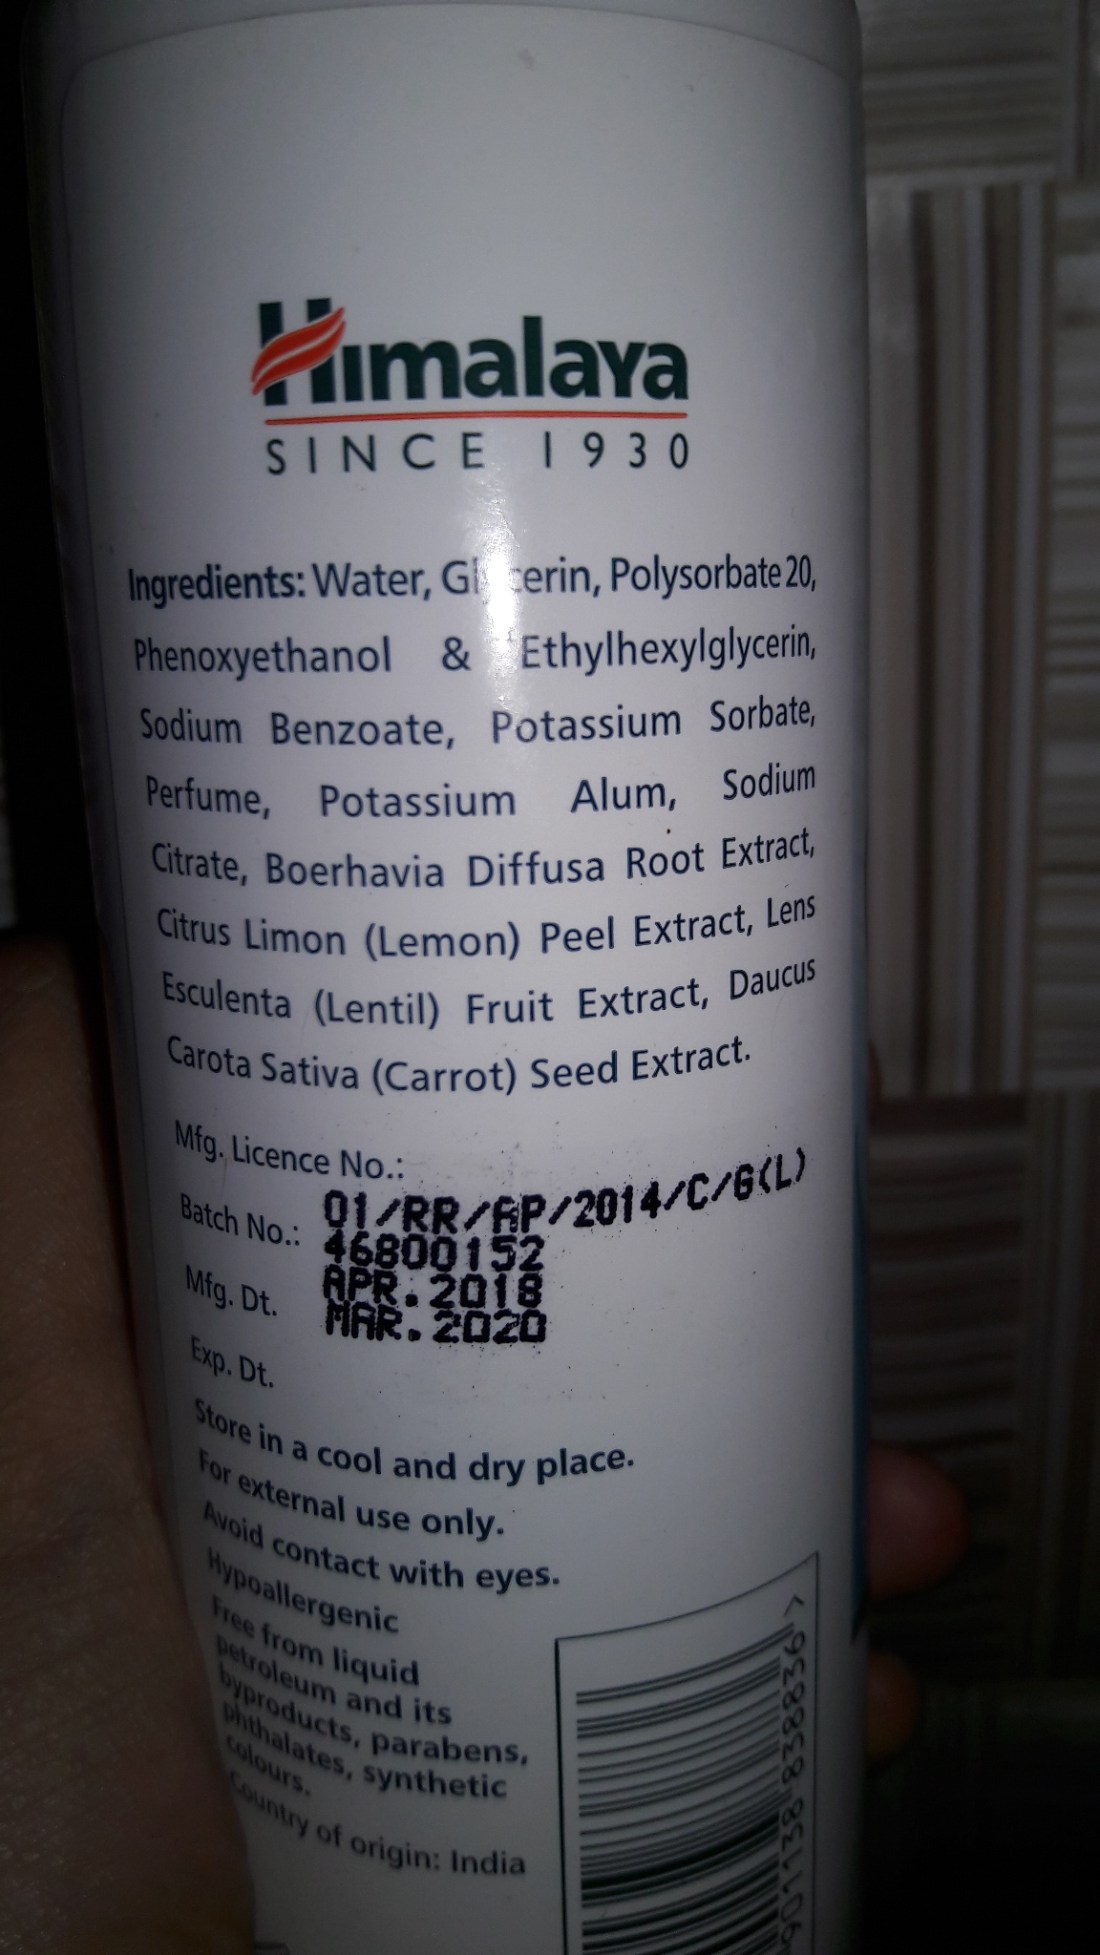 Himalaya
SINCE 1930
Ingredients: Water, Glycerin, Polysorbate 20,
Phenoxyethanol & Ethylhexylglycerin,
Sodium Benzoate, Potassium Sorbate,
Perfume, Potassium Alum, Sodium
Citrate, Boerhavia Diffusa Root Extract,
Citrus Limon (Lemon) Peel Extract, Lens
Esculenta (Lentil) Fruit Extract, Daucus
Carota Sativa (Carrot) Seed Extract.
Mfg. Licence No.:
01/RR/AP/2014/C/G(L)
Batch No.: 46800152
Mfg. Dt. APR.2018
MAR.2020
Exp. Dt.
Store in a cool and dry place.
For external use only.
Avoid contact with eyes.
Hypoallergenic
Free from liquid
petroleum and its
byproducts, parabens,
phthalates, synthetic
colours.
Country of origin: India